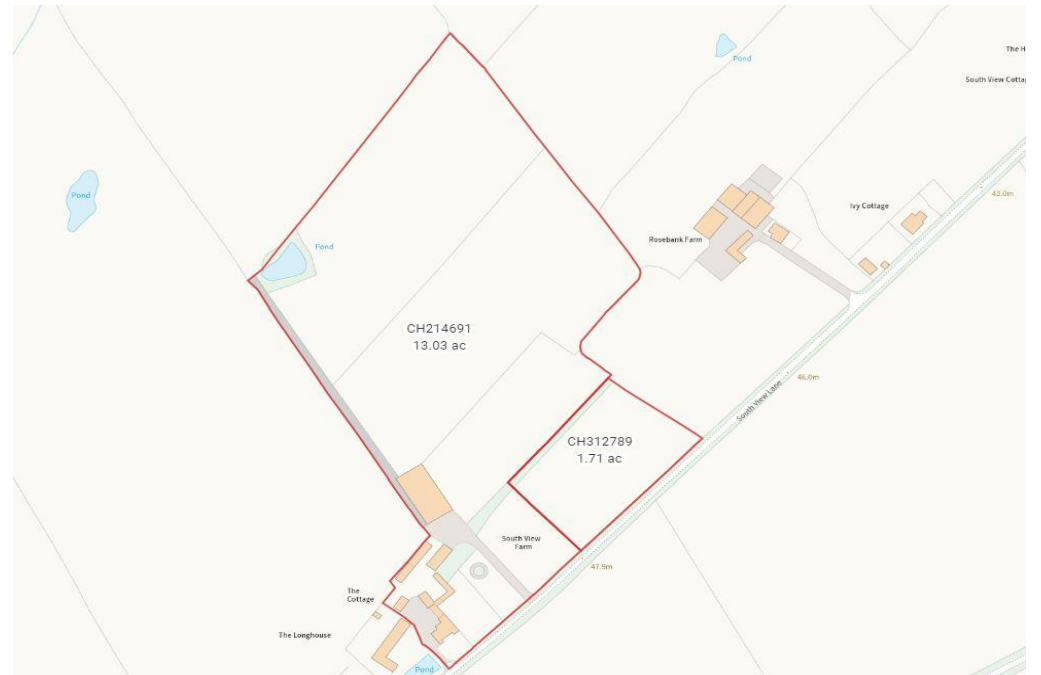 The H
Pond
South View Cottag
Pond
43.0m
Ivy Cottage
Rosebank Farm
Pond
CH214691
13.03 ac
46.0m
South View Lane
CH312789
1.71 ac
South View
Farm
47.9m
The
Cottage
The Longhouse
Pond